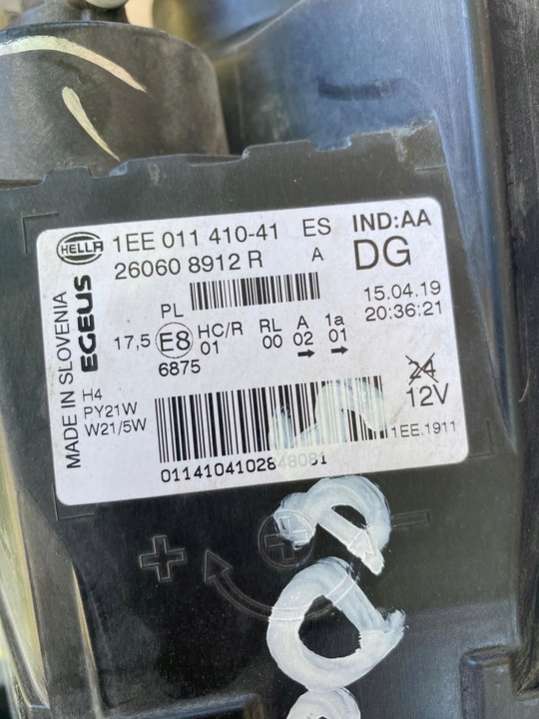 HELLA 1EE 011 410-41 ES IND:AA
26060 8912 R A DG
MADE IN SLOVENIA
EGEUS
PL
15.04.19
20:36:21
17,5 E8 HC/R RL A 1a
01 00 02 01
6875
→ →
H4
PY21W
W21/5W
24
12V
1EE.1911
0114104102848081
+ -